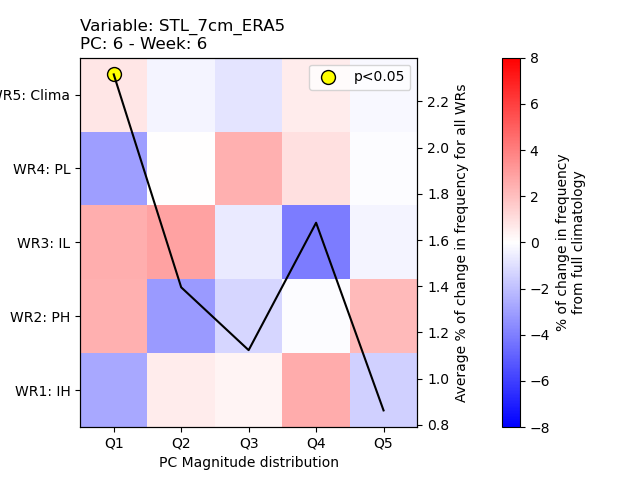 Variable: STL_7cm_ERA5
PC: 6 - Week: 6
p<0.05
WR5: Clima
WR4: PL
WR3: IL
WR2: PH
WR1: IH
Q1 Q2 Q3 Q4 Q5
PC Magnitude distribution
2.2
2.0
1.8
1.6
1.4
1.2
1.0
0.8
Average % of change in frequency for all WRs
8
6
4
2
0
−2
−4
−6
−8
% of change in frequency
from full climatology